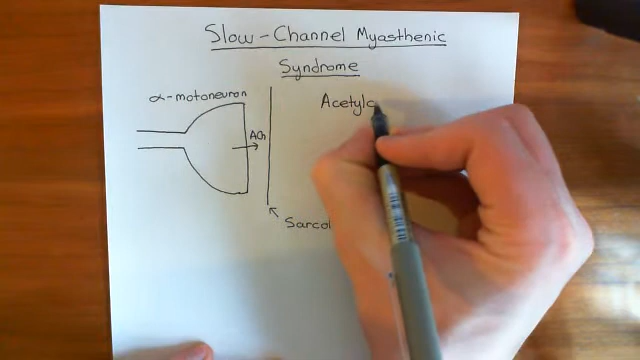 Slow-Channel Myasthenic
Syndrome
α-motoneuron
Acetylc
ACh
Sarcol